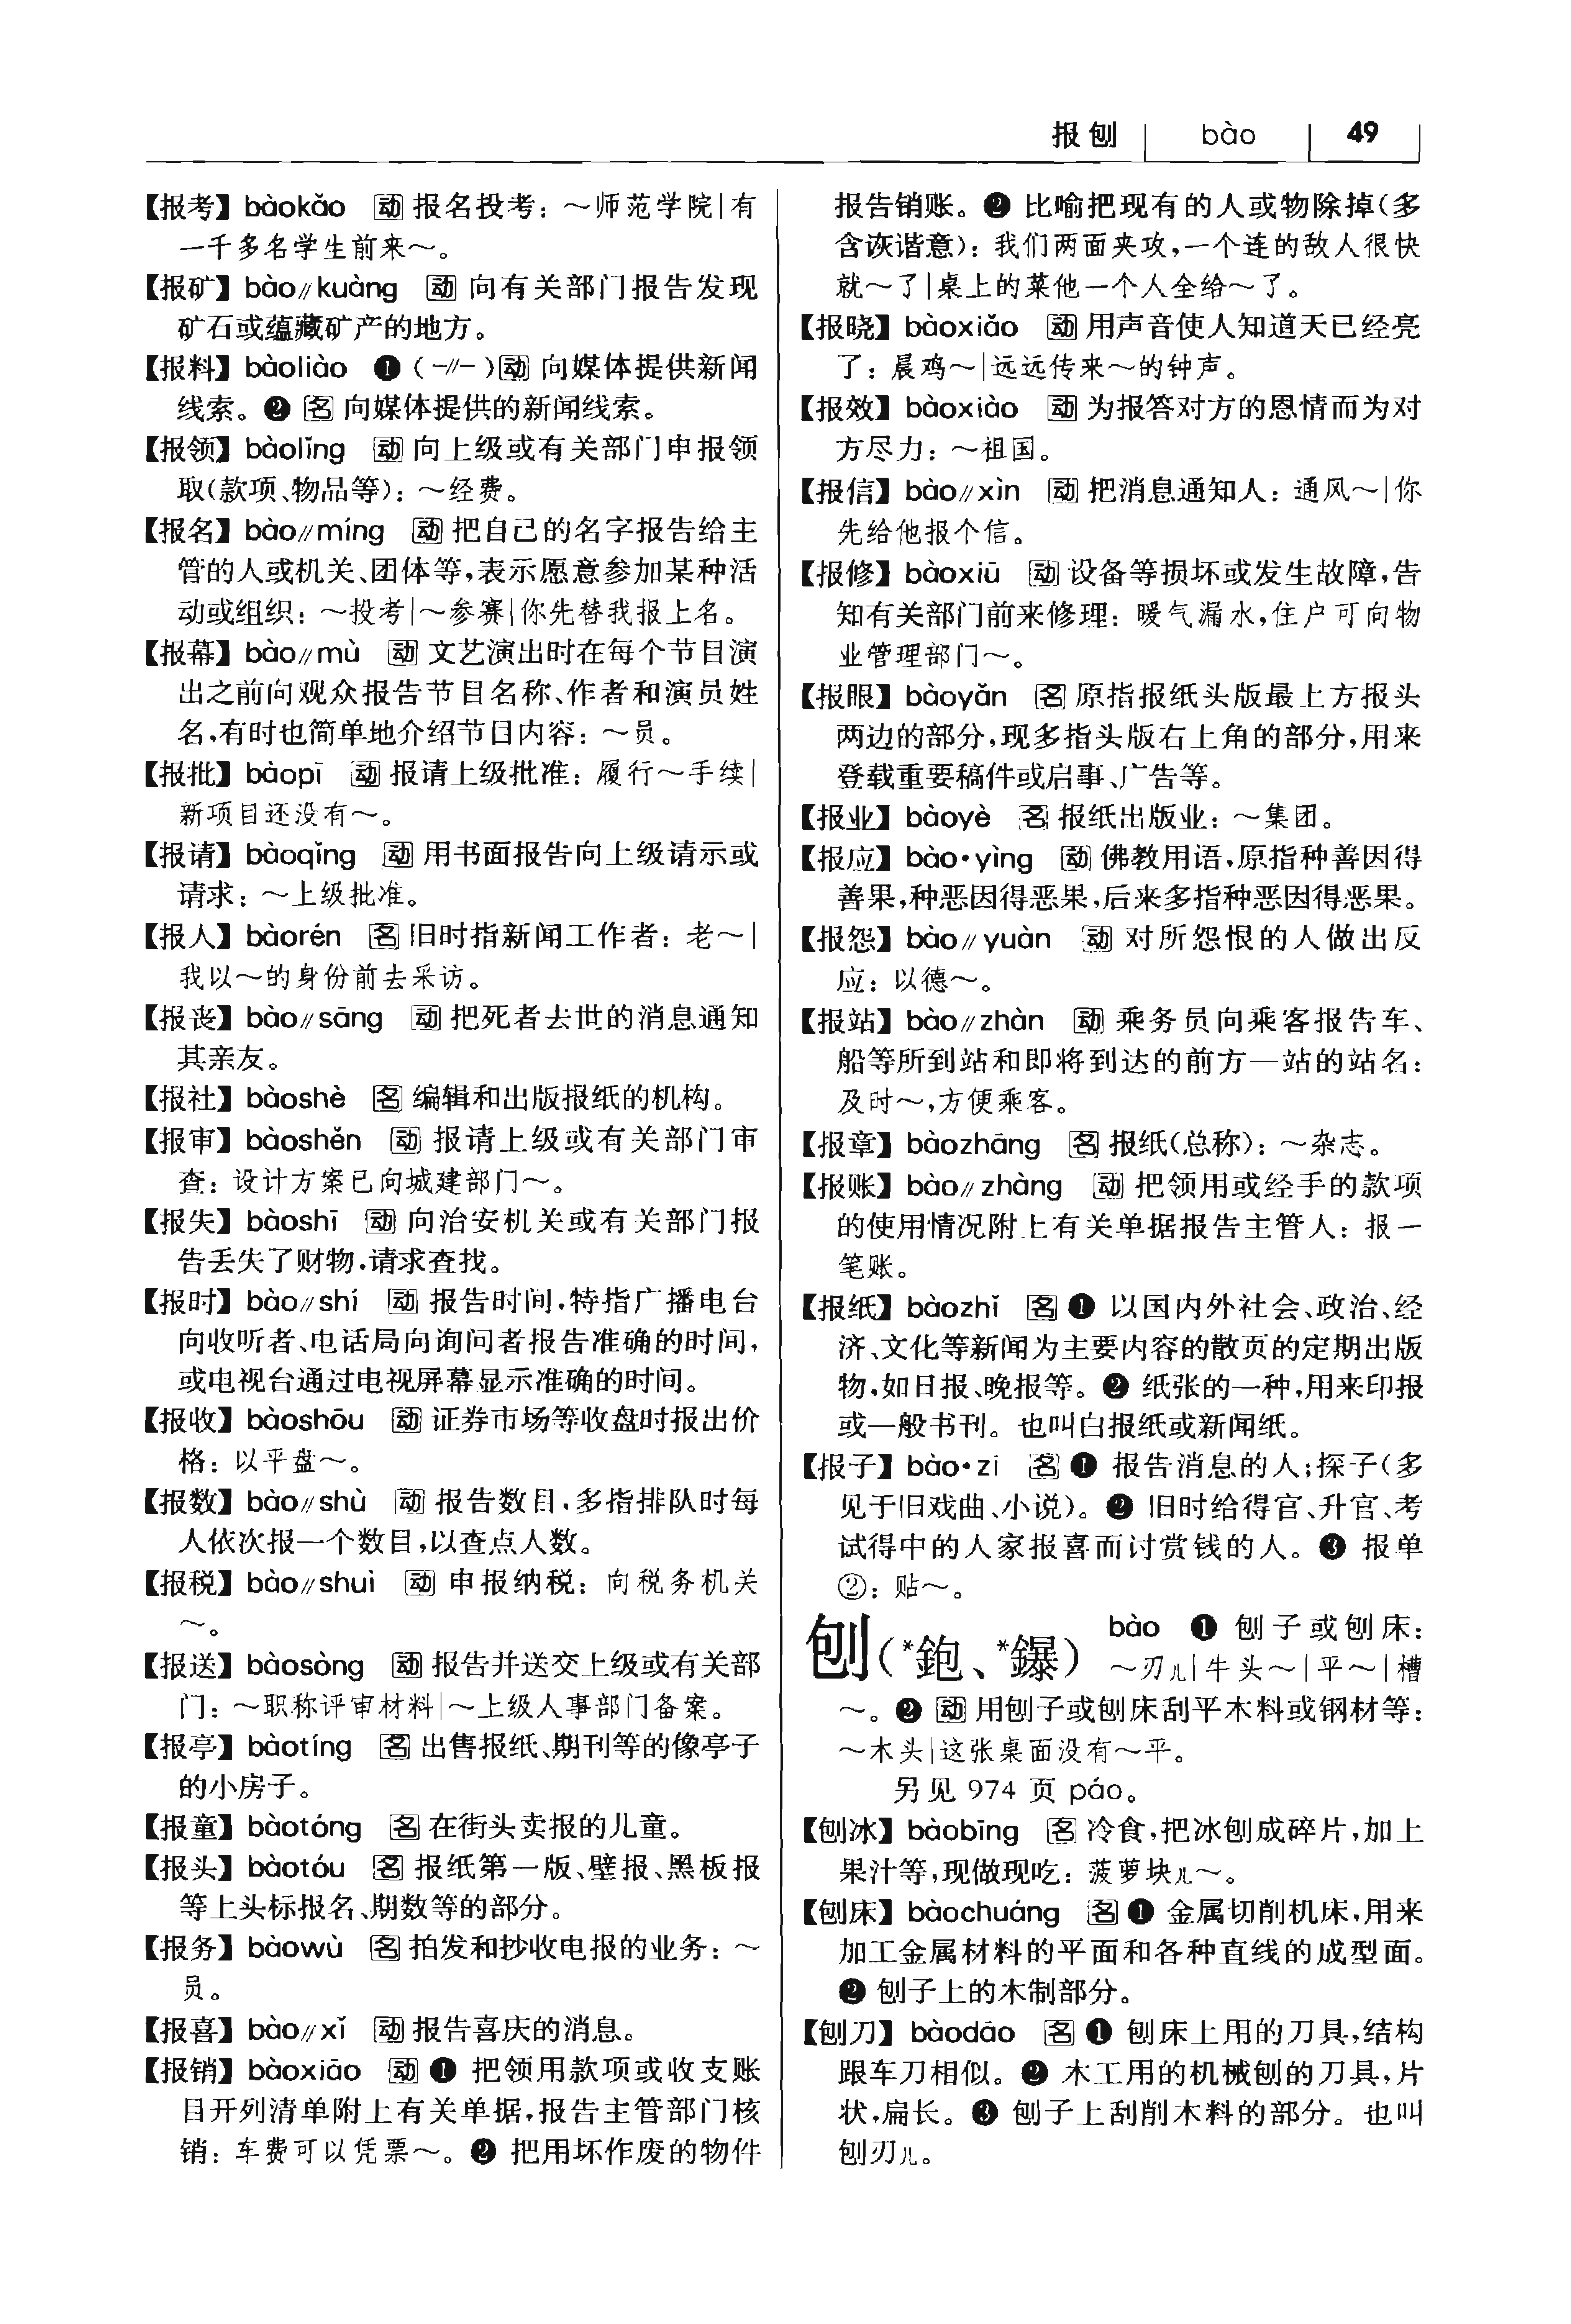 报刨 bào 49
【报考】bàokǎo 动 报名投考：～师范学院|有
一千多名学生前来～。
【报矿】bào∥kuàng 动 向有关部门报告发现
矿石或蕴藏矿产的地方。
【报料】bàoliào ❶（-∥-）动 向媒体提供新闻
线索。❷ 名 向媒体提供的新闻线索。
【报领】bàolǐng 动 向上级或有关部门申报领
取（款项、物品等）：～经费。
【报名】bào∥míng 动 把自己的名字报告给主
管的人或机关、团体等，表示愿意参加某种活
动或组织：～投考|～参赛|你先替我报上名。
【报幕】bào∥mù 动 文艺演出时在每个节目演
出之前向观众报告节目名称、作者和演员姓
名，有时也简单地介绍节目内容：～员。
【报批】bàopī 动 报请上级批准：履行～手续|
新项目还没有～。
【报请】bàoqǐng 动 用书面报告向上级请示或
请求：～上级批准。
【报人】bàorén 名 旧时指新闻工作者：老～|
我以～的身份前去采访。
【报丧】bào∥sāng 动 把死者去世的消息通知
其亲友。
【报社】bàoshè 名 编辑和出版报纸的机构。
【报审】bàoshěn 动 报请上级或有关部门审
查：设计方案已向城建部门～。
【报失】bàoshī 动 向治安机关或有关部门报
告丢失了财物，请求查找。
【报时】bào∥shí 动 报告时间，特指广播电台
向收听者、电话局向询问者报告准确的时间，
或电视台通过电视屏幕显示准确的时间。
【报收】bàoshōu 动 证券市场等收盘时报出价
格：以平盘～。
【报数】bào∥shù 动 报告数目，多指排队时每
人依次报一个数目，以查点人数。
【报税】bào∥shuì 动 申报纳税：向税务机关
～。
【报送】bàosòng 动 报告并送交上级或有关部
门：～职称评审材料|～上级人事部门备案。
【报亭】bàotíng 名 出售报纸、期刊等的像亭子
的小房子。
【报童】bàotóng 名 在街头卖报的儿童。
【报头】bàotóu 名 报纸第一版、壁报、黑板报
等上头标报名、期数等的部分。
【报务】bàowù 名 拍发和抄收电报的业务：～
员。
【报喜】bào∥xǐ 动 报告喜庆的消息。
【报销】bàoxiāo 动 ❶ 把领用款项或收支账
目开列清单附上有关单据，报告主管部门核
销：车费可以凭票～。❷ 把用坏作废的物件
报告销账。❷ 比喻把现有的人或物除掉（多
含诙谐意）：我们两面夹攻，一个连的敌人很快
就～了|桌上的菜他一个人全给～了。
【报晓】bàoxiǎo 动 用声音使人知道天已经亮
了：晨鸡～|远远传来～的钟声。
【报效】bàoxiào 动 为报答对方的恩情而为对
方尽力：～祖国。
【报信】bào∥xìn 动 把消息通知人：通风～|你
先给他报个信。
【报修】bàoxiū 动 设备等损坏或发生故障，告
知有关部门前来修理：暖气漏水，住户可向物
业管理部门～。
【报眼】bàoyǎn 名 原指报纸头版最上方报头
两边的部分，现多指头版右上角的部分，用来
登载重要稿件或启事、广告等。
【报业】bàoyè 名 报纸出版业：～集团。
【报应】bào·yìng 动 佛教用语，原指种善因得
善果，种恶因得恶果，后来多指种恶因得恶果。
【报怨】bào∥yuàn 动 对所怨恨的人做出反
应：以德～。
【报站】bào∥zhàn 动 乘务员向乘客报告车、
船等所到站和即将到达的前方一站的站名：
及时～，方便乘客。
【报章】bàozhāng 名 报纸（总称）：～杂志。
【报账】bào∥zhàng 动 把领用或经手的款项
的使用情况附上有关单据报告主管人：报一
笔账。
【报纸】bàozhǐ 名 ❶ 以国内外社会、政治、经
济、文化等新闻为主要内容的散页的定期出版
物，如日报、晚报等。❷ 纸张的一种，用来印报
或一般书刊。也叫白报纸或新闻纸。
【报子】bào·zi 名 ❶ 报告消息的人；探子（多
见于旧戏曲、小说）。❷ 旧时给得官、升官、考
试得中的人家报喜而讨赏钱的人。❸ 报单
②：贴～。
刨（*鉋、*鑤） bào ❶ 刨子或刨床：
～刃儿|牛头～|平～|槽
～。❷ 动 用刨子或刨床刮平木料或钢材等：
～木头|这张桌面没有～平。
另见 974 页 páo。
【刨冰】bàobīng 名 冷食，把冰刨成碎片，加上
果汁等，现做现吃：菠萝块儿～。
【刨床】bàochuáng 名 ❶ 金属切削机床，用来
加工金属材料的平面和各种直线的成型面。
❷ 刨子上的木制部分。
【刨刀】bàodāo 名 ❶ 刨床上用的刀具，结构
跟车刀相似。❷ 木工用的机械刨的刀具，片
状，扁长。❸ 刨子上刮削木料的部分。也叫
刨刃儿。